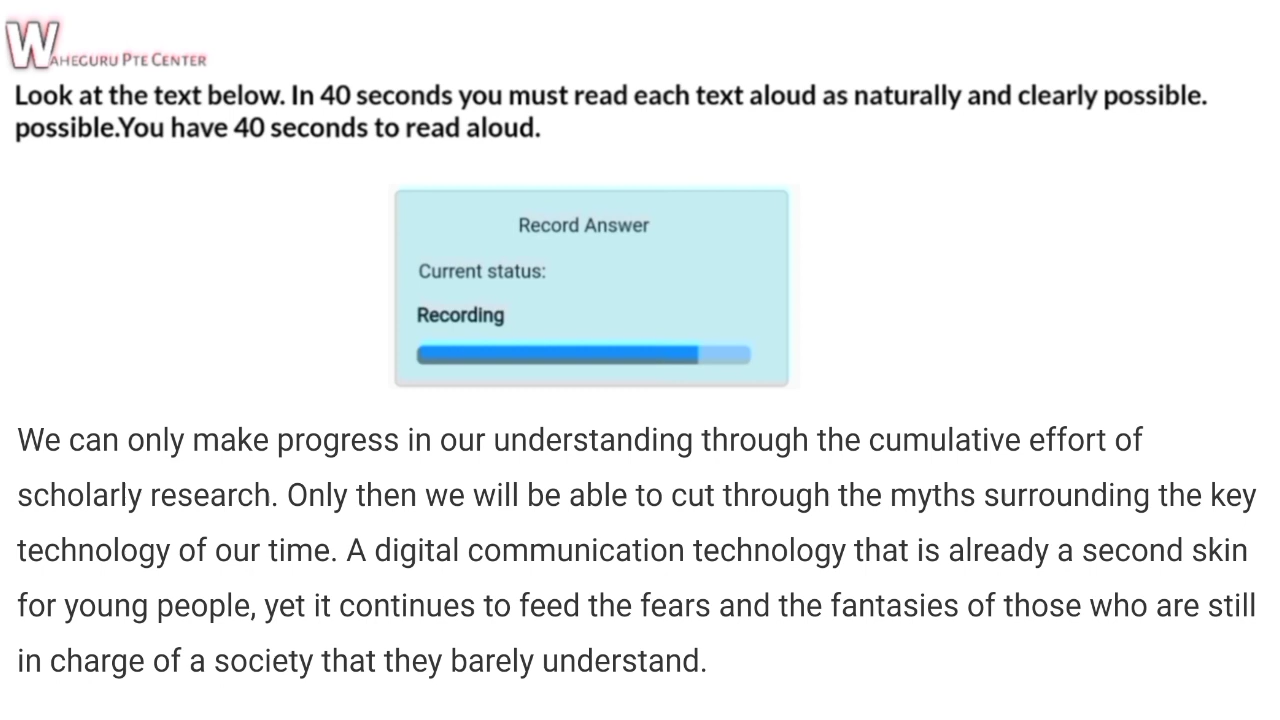 WAHEGURU PTE CENTER
Look at the text below. In 40 seconds you must read each text aloud as naturally and clearly possible.
possible.You have 40 seconds to read aloud.
Record Answer
Current status:
Recording
We can only make progress in our understanding through the cumulative effort of
scholarly research. Only then we will be able to cut through the myths surrounding the key
technology of our time. A digital communication technology that is already a second skin
for young people, yet it continues to feed the fears and the fantasies of those who are still
in charge of a society that they barely understand.